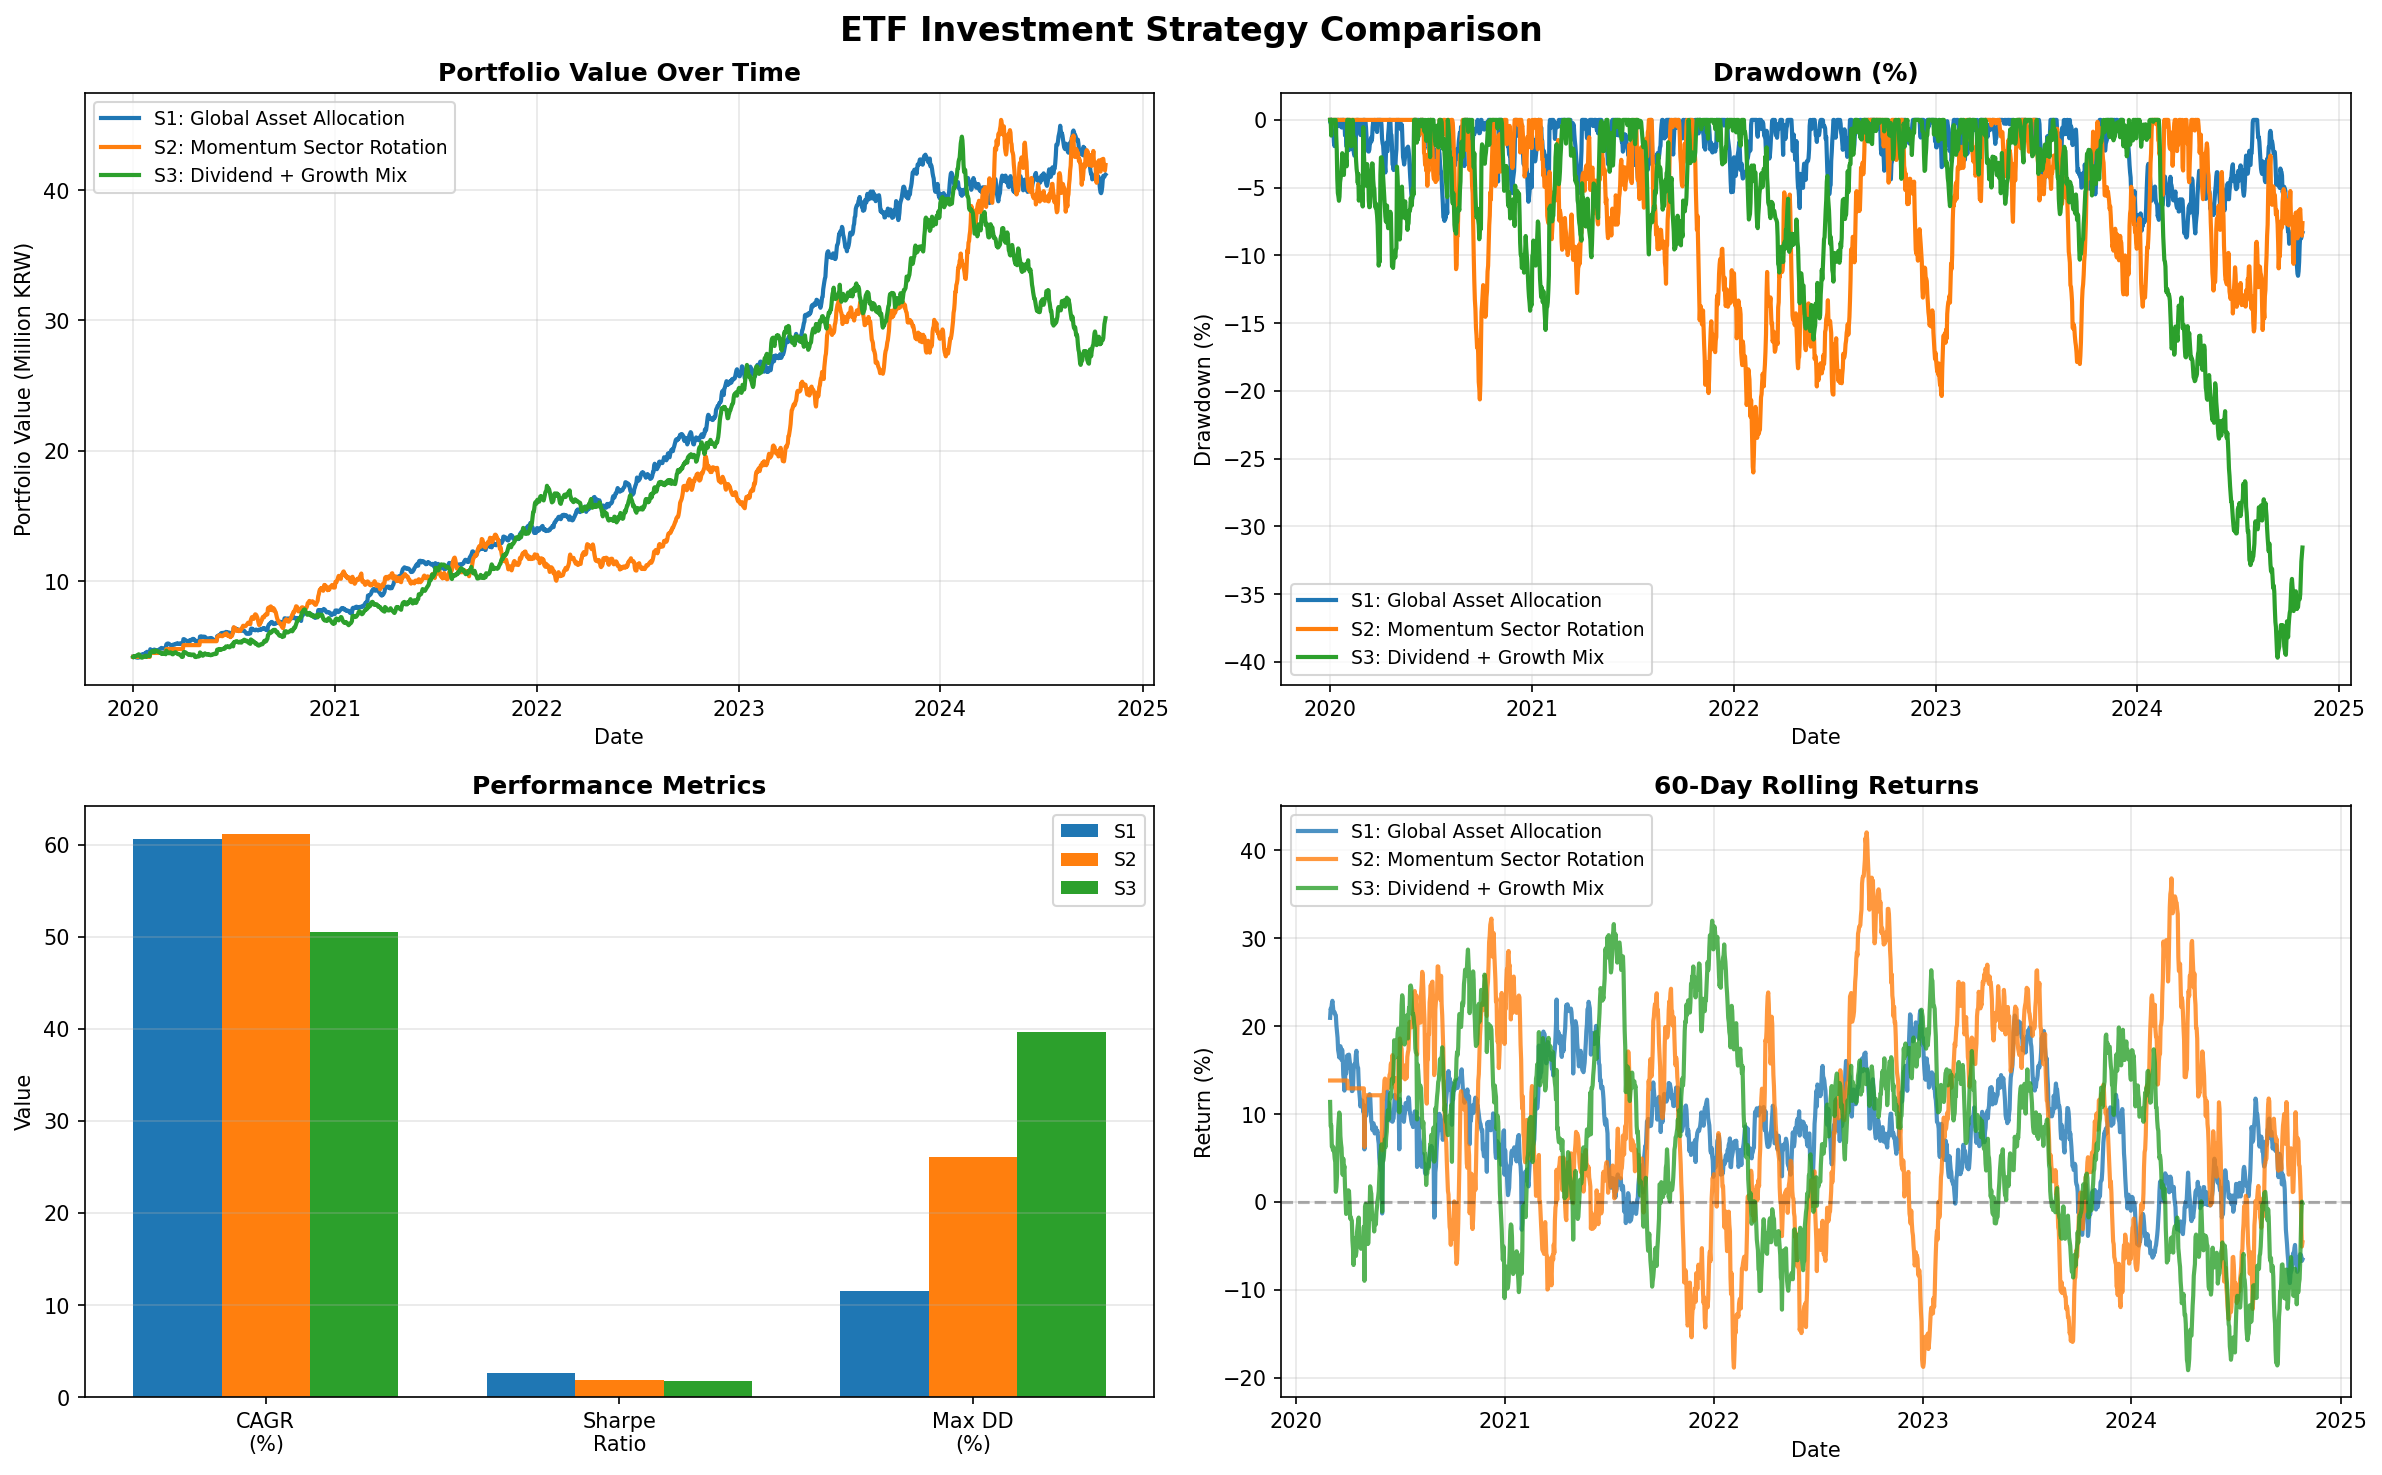 ETF Investment Strategy Comparison
Portfolio Value Over Time
S1: Global Asset Allocation
S2: Momentum Sector Rotation
S3: Dividend + Growth Mix
Portfolio Value (Million KRW)
40
30
20
10
2020 2021 2022 2023 2024 2025
Date
Drawdown (%)
Drawdown (%)
0
−5
−10
−15
−20
−25
−30
−35
−40
S1: Global Asset Allocation
S2: Momentum Sector Rotation
S3: Dividend + Growth Mix
2020 2021 2022 2023 2024 2025
Date
Performance Metrics
S1
S2
S3
Value
60
50
40
30
20
10
0
CAGR
(%)
Sharpe
Ratio
Max DD
(%)
60-Day Rolling Returns
S1: Global Asset Allocation
S2: Momentum Sector Rotation
S3: Dividend + Growth Mix
Return (%)
40
30
20
10
0
−10
−20
2020 2021 2022 2023 2024 2025
Date